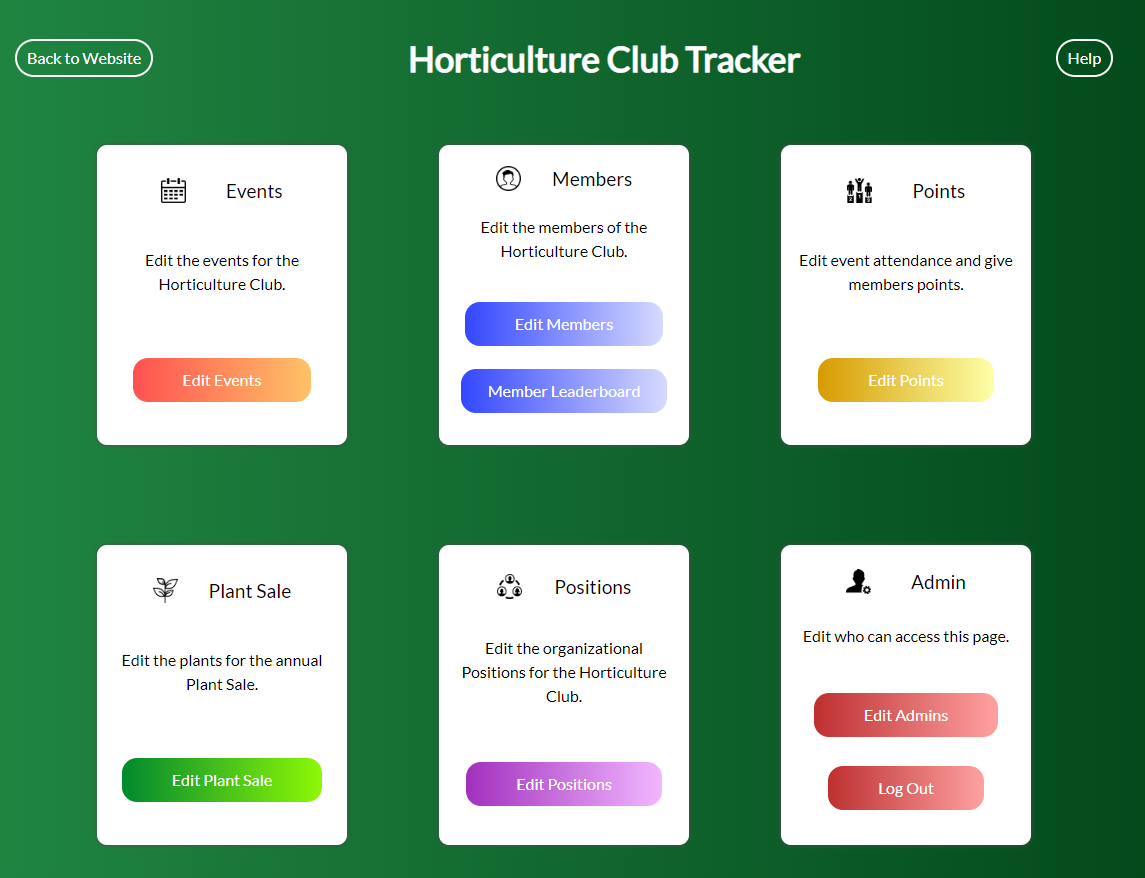 Back to Website
Horticulture Club Tracker
Help
Events
Edit the events for the
Horticulture Club.
Edit Events
Members
Edit the members of the
Horticulture Club.
Edit Members
Member Leaderboard
Points
Edit event attendance and give
members points.
Edit Points
Plant Sale
Edit the plants for the annual
Plant Sale.
Edit Plant Sale
Positions
Edit the organizational
Positions for the Horticulture
Club.
Edit Positions
Admin
Edit who can access this page.
Edit Admins
Log Out